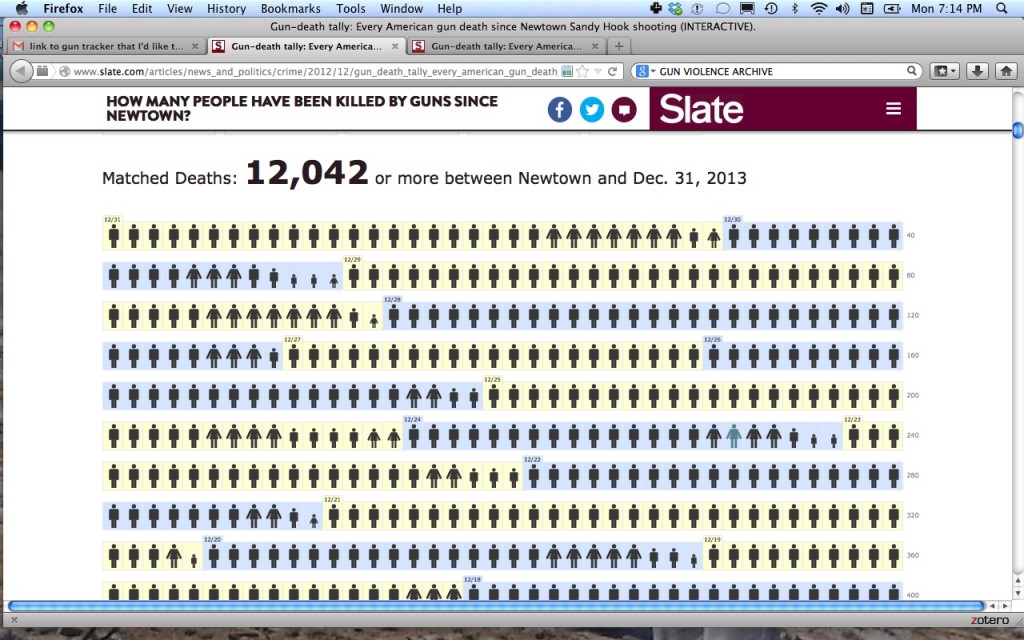 Firefox File Edit View History Bookmarks Tools Window Help Mon 7:14 PM
Gun-death tally: Every American gun death since Newtown Sandy Hook shooting (INTERACTIVE).
link to gun tracker that I'd like t... Gun-death tally: Every America... Gun-death tally: Every America...
www.slate.com/articles/news_and_politics/crime/2012/12/gun_death_tally_every_american_gun_death GUN VIOLENCE ARCHIVE
HOW MANY PEOPLE HAVE BEEN KILLED BY GUNS SINCE
NEWTOWN?
Slate
Matched Deaths: 12,042 or more between Newtown and Dec. 31, 2013
12/31 12/30
40
12/29
80
12/28
120
12/27 12/26
160
12/25
200
12/24 12/23
240
12/22
280
12/21
320
12/20 12/19
360
12/18
400
zotero